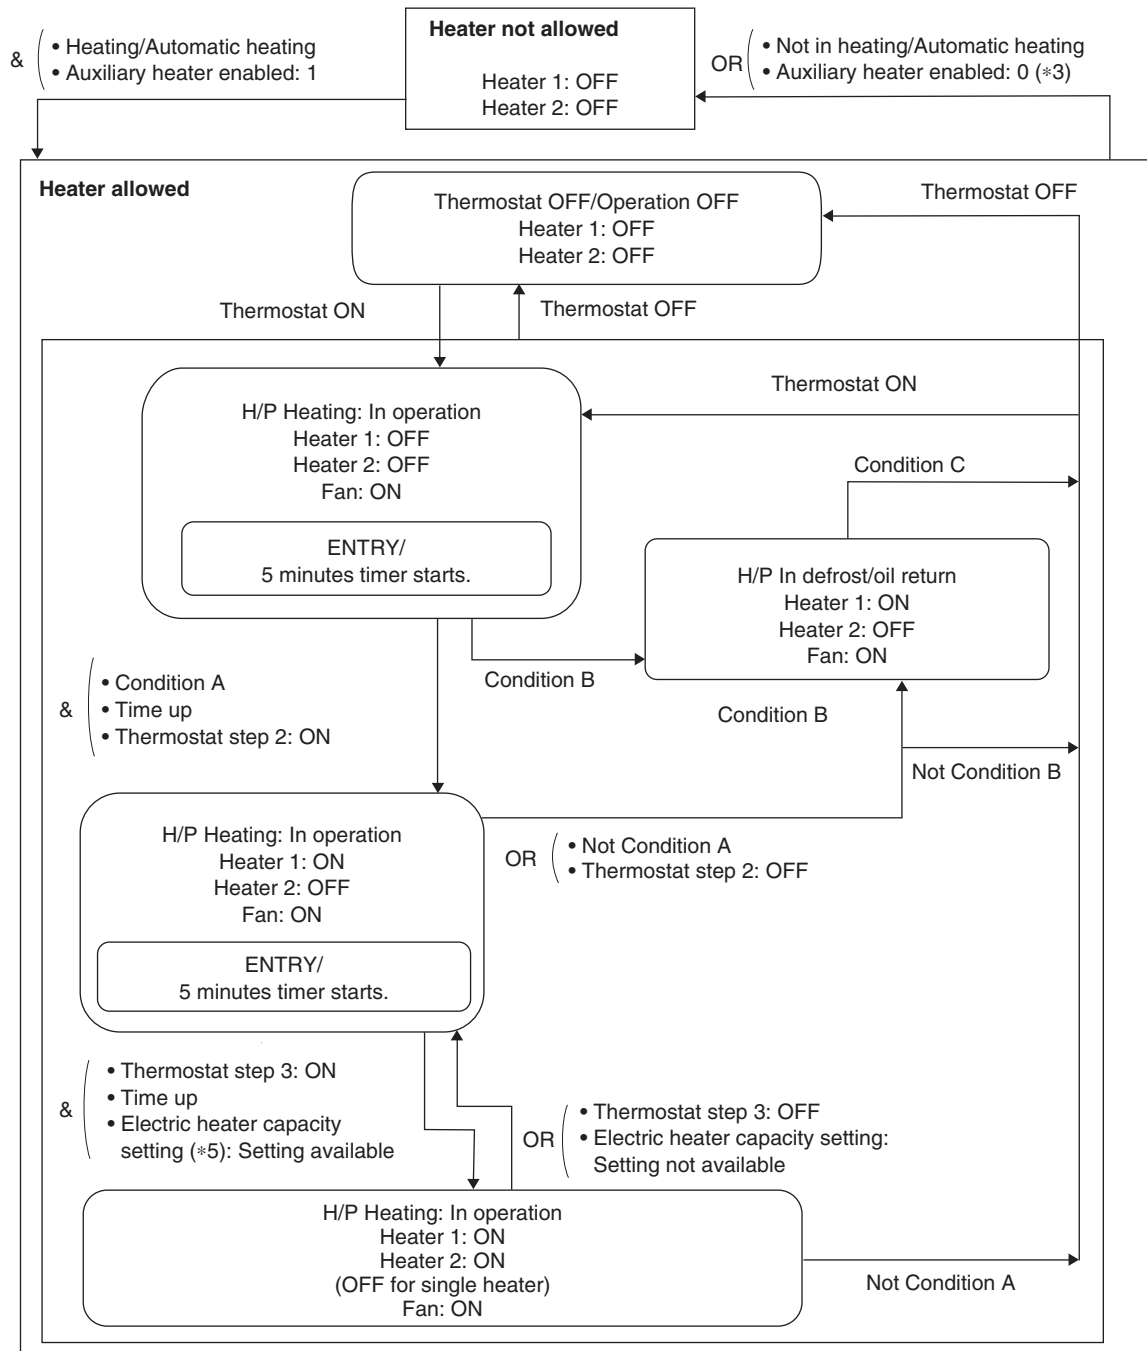 Heater not allowed
Heater 1: OFF
Heater 2: OFF
&
• Heating/Automatic heating
• Auxiliary heater enabled: 1
OR
• Not in heating/Automatic heating
• Auxiliary heater enabled: 0 (*3)
Heater allowed
Thermostat OFF/Operation OFF
Heater 1: OFF
Heater 2: OFF
Thermostat OFF
Thermostat ON
Thermostat OFF
Thermostat ON
H/P Heating: In operation
Heater 1: OFF
Heater 2: OFF
Fan: ON
ENTRY/
5 minutes timer starts.
Condition C
H/P In defrost/oil return
Heater 1: ON
Heater 2: OFF
Fan: ON
Condition B
&
• Condition A
• Time up
• Thermostat step 2: ON
Condition B
Not Condition B
H/P Heating: In operation
Heater 1: ON
Heater 2: OFF
Fan: ON
ENTRY/
5 minutes timer starts.
OR
• Not Condition A
• Thermostat step 2: OFF
&
• Thermostat step 3: ON
• Time up
• Electric heater capacity
setting (*5): Setting available
OR
• Thermostat step 3: OFF
• Electric heater capacity setting:
Setting not available
H/P Heating: In operation
Heater 1: ON
Heater 2: ON
(OFF for single heater)
Fan: ON
Not Condition A